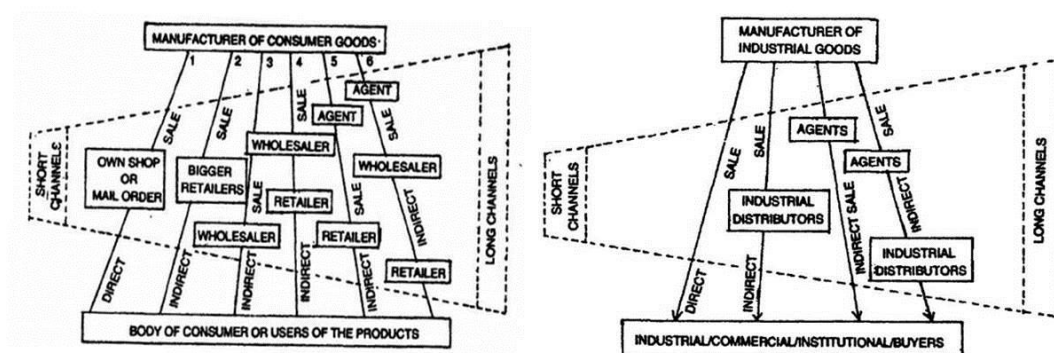 MANUFACTURER OF CONSUMER GOODS
1 2 3 4 5 6
SALE
SALE
SALE
SALE
SALE
AGENT
AGENT
WHOLESALER
WHOLESALER
OWN SHOP
OR
MAIL ORDER
BIGGER
RETAILERS
SALE
RETAILER
SALE
WHOLESALER
RETAILER
RETAILER
DIRECT
INDIRECT
INDIRECT
INDIRECT
INDIRECT
INDIRECT
SHORT
CHANNELS
LONG CHANNELS
BODY OF CONSUMER OR USERS OF THE PRODUCTS
MANUFACTURER OF
INDUSTRIAL GOODS
SALE
SALE
SALE
AGENTS
AGENTS
INDUSTRIAL
DISTRIBUTORS
INDIRECT SALE
INDIRECT
INDUSTRIAL
DISTRIBUTORS
DIRECT
INDIRECT
SHORT
CHANNELS
LONG CHANNELS
INDUSTRIAL/COMMERCIAL/INSTITUTIONAL/BUYERS